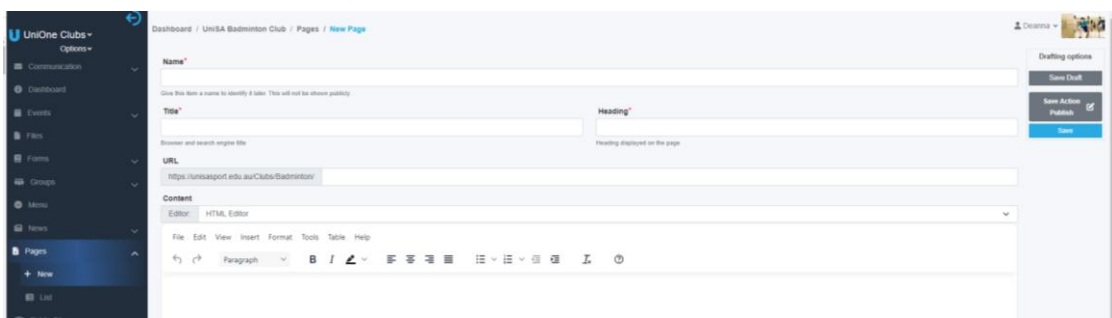 UniOne Clubs
Options
Communication
Dashboard
Events
Files
Forms
Groups
Menu
News
Pages
+ New
List
Dashboard / UniSA Badminton Club / Pages / New Page
Deanna
Name*
Give this item a name to identify it later. This will not be shown publicly.
Title*
Heading*
Browser and search engine title
Heading displayed on the page
URL
https://unisasport.edu.au/Clubs/Badminton/
Content
Editor: HTML Editor
File Edit View Insert Format Tools Table Help
Paragraph B I
Drafting options
Save Draft
Save Action
Publish
Save